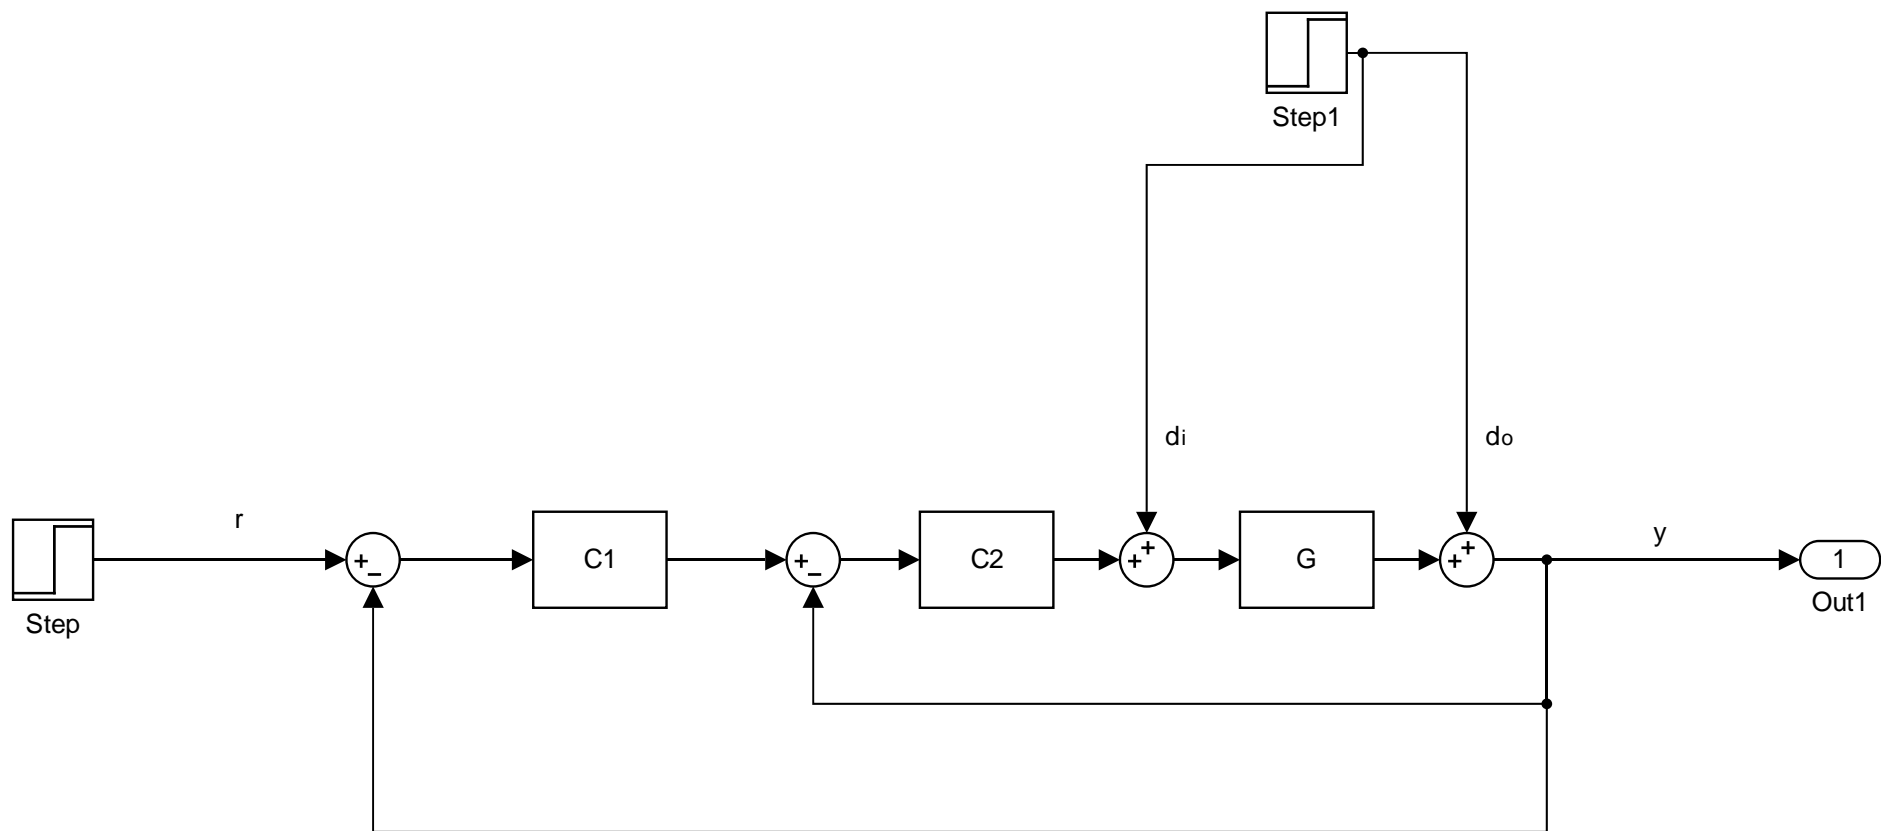 Step1
di
do
r
y
+
−
C1
+
−
C2
+
+
G
+
+
1
Step
Out1